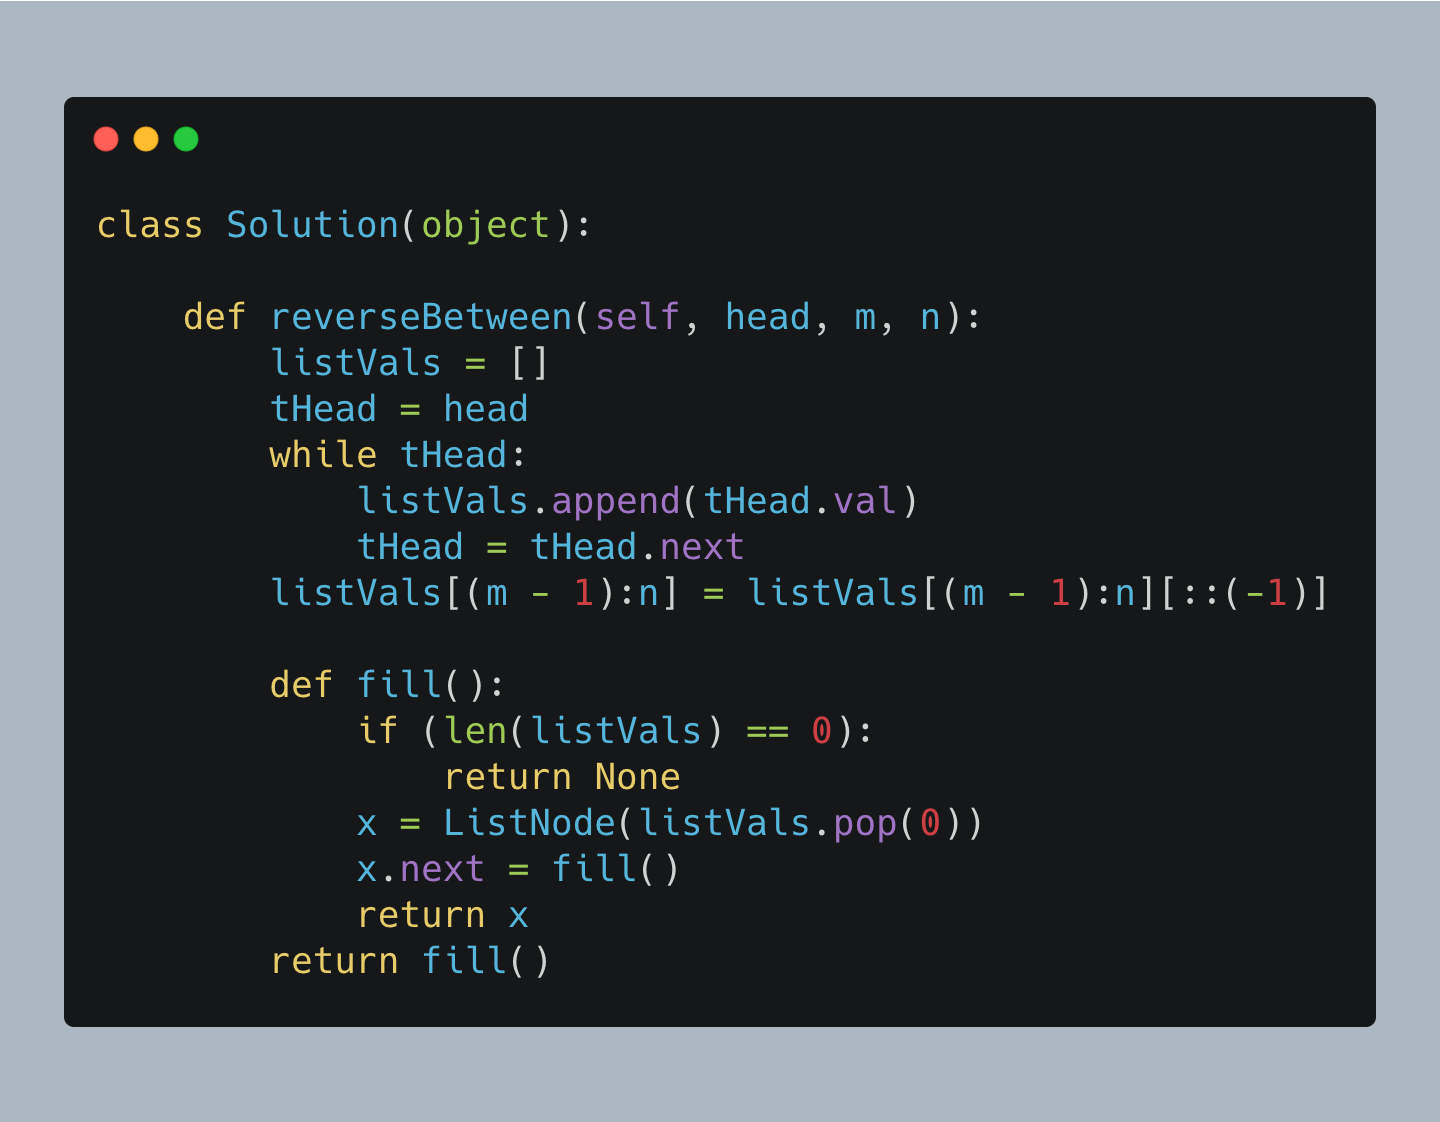 class Solution(object):

    def reverseBetween(self, head, m, n):
        listVals = []
        tHead = head
        while tHead:
            listVals.append(tHead.val)
            tHead = tHead.next
        listVals[(m - 1):n] = listVals[(m - 1):n][::(-1)]

        def fill():
            if (len(listVals) == 0):
                return None
            x = ListNode(listVals.pop(0))
            x.next = fill()
            return x
        return fill()